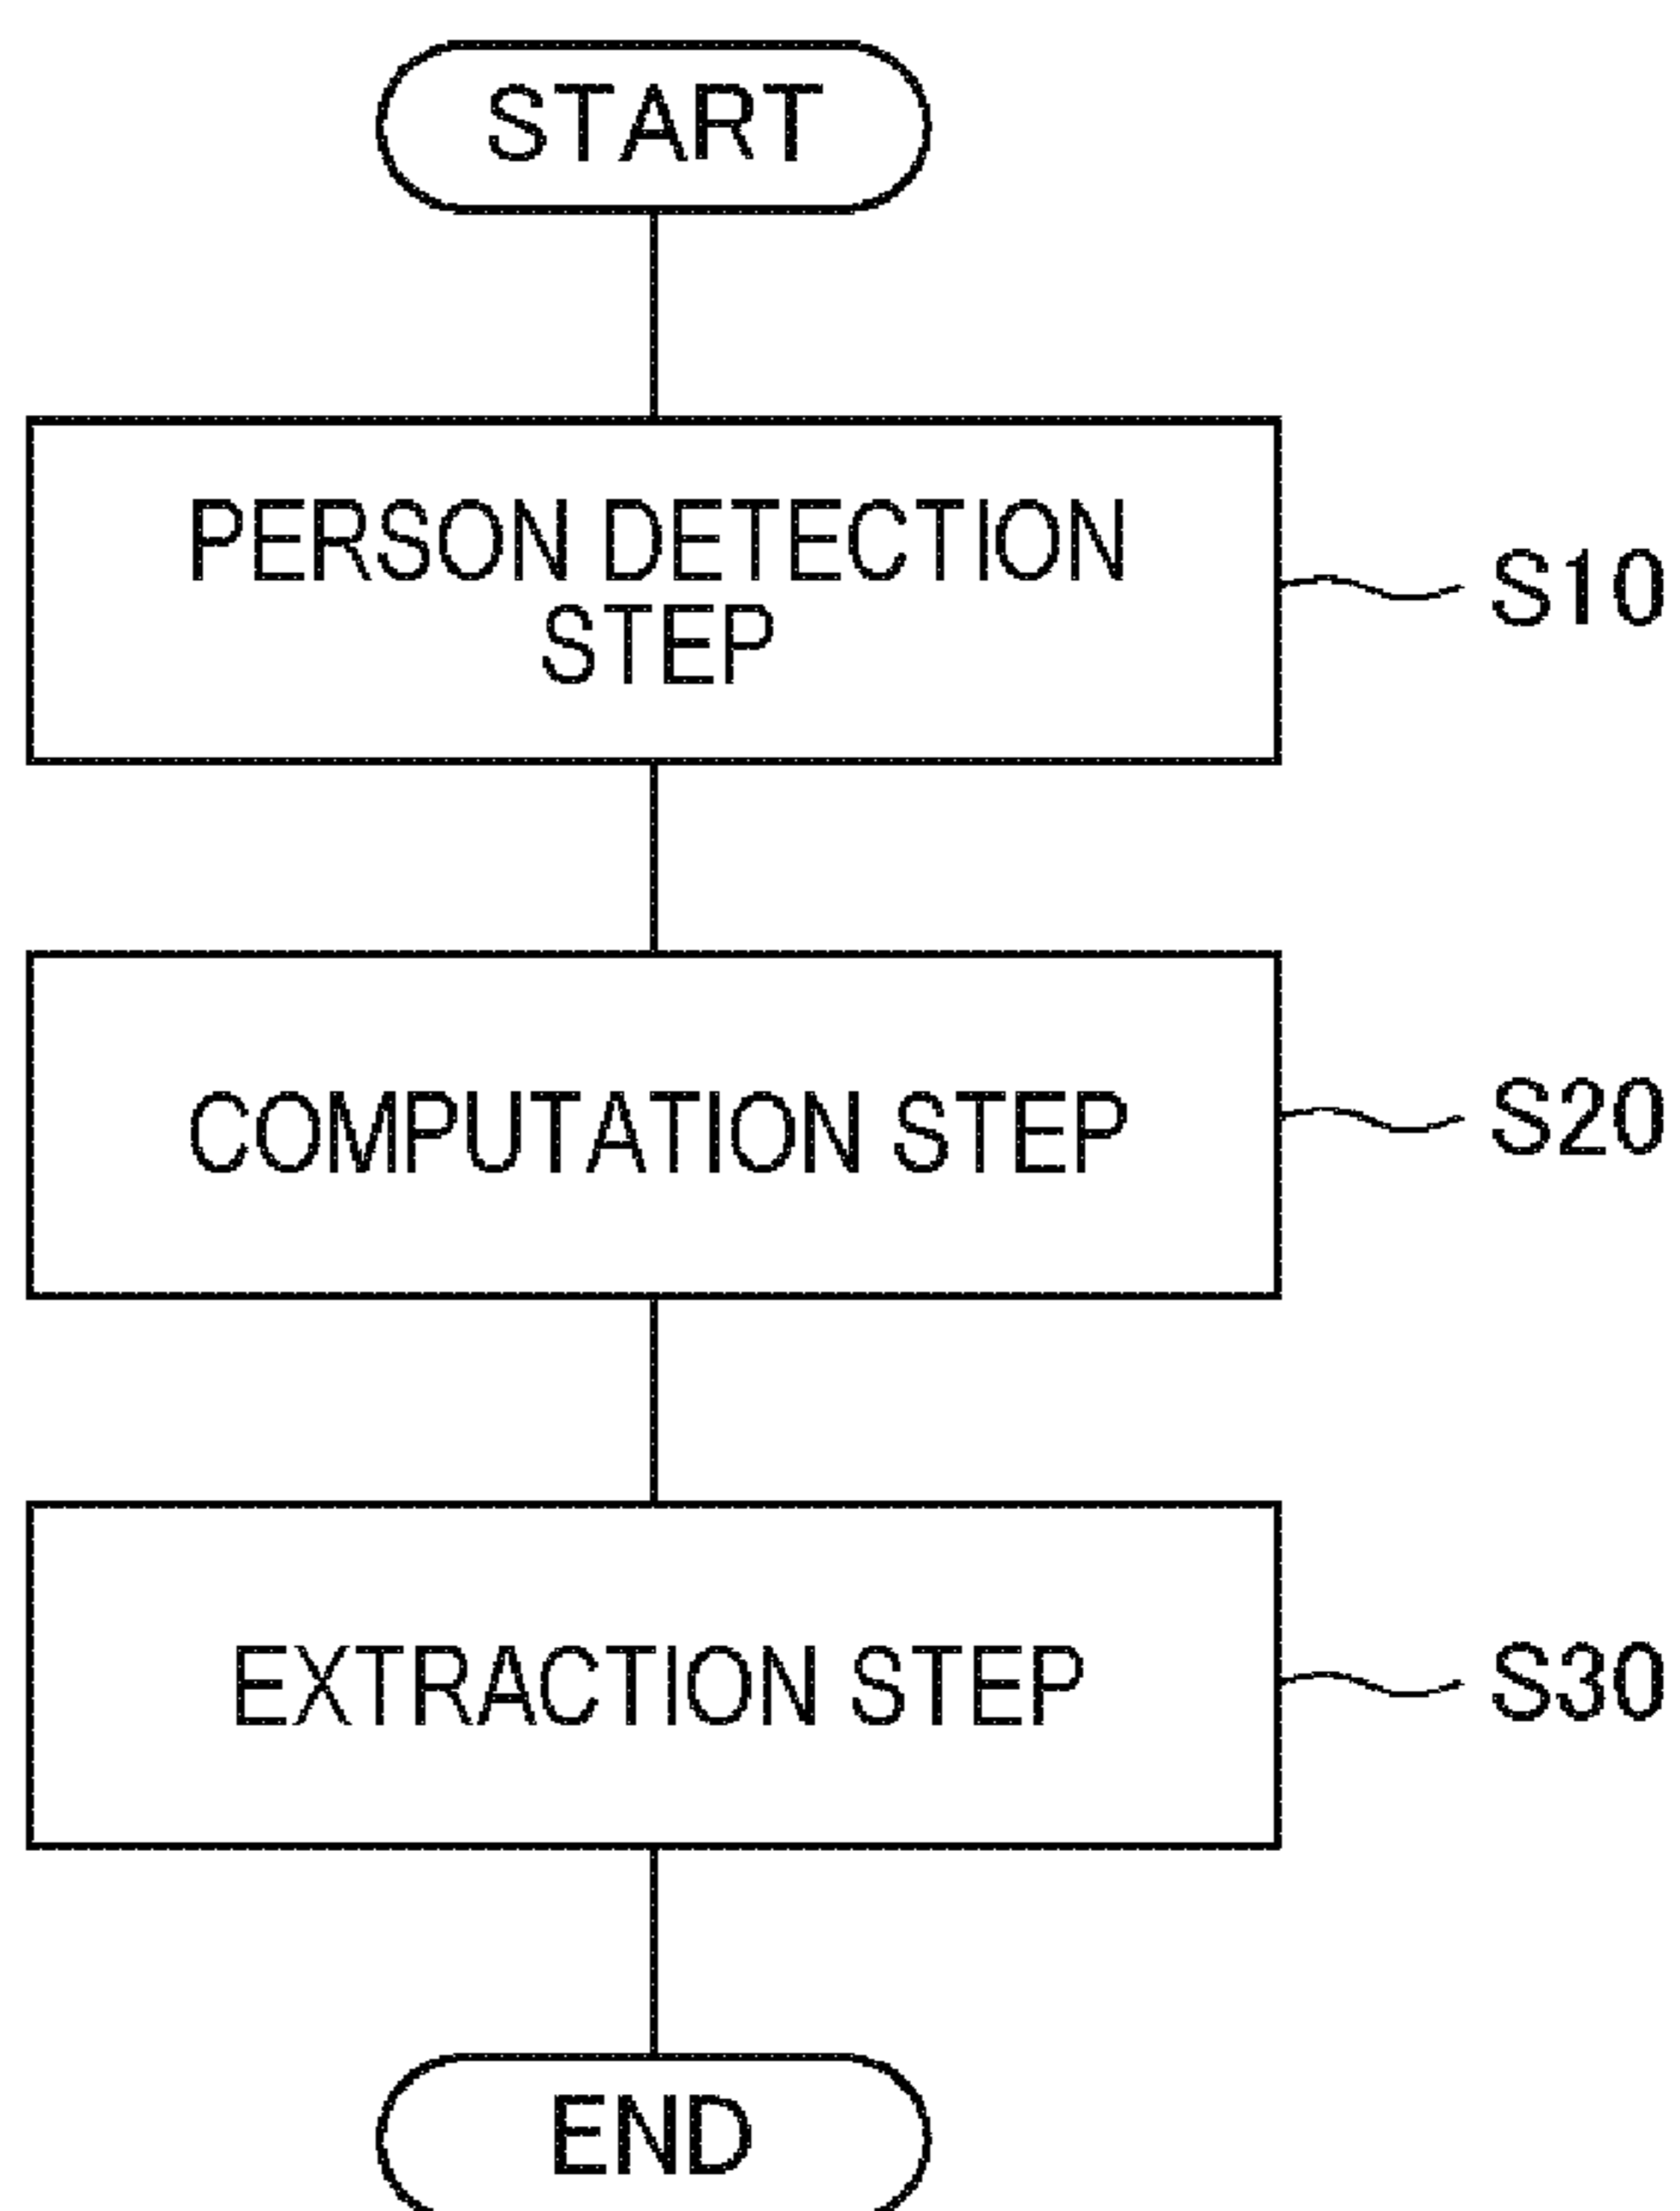 START
PERSON DETECTION
STEP
S10
COMPUTATION STEP
S20
EXTRACTION STEP
S30
END